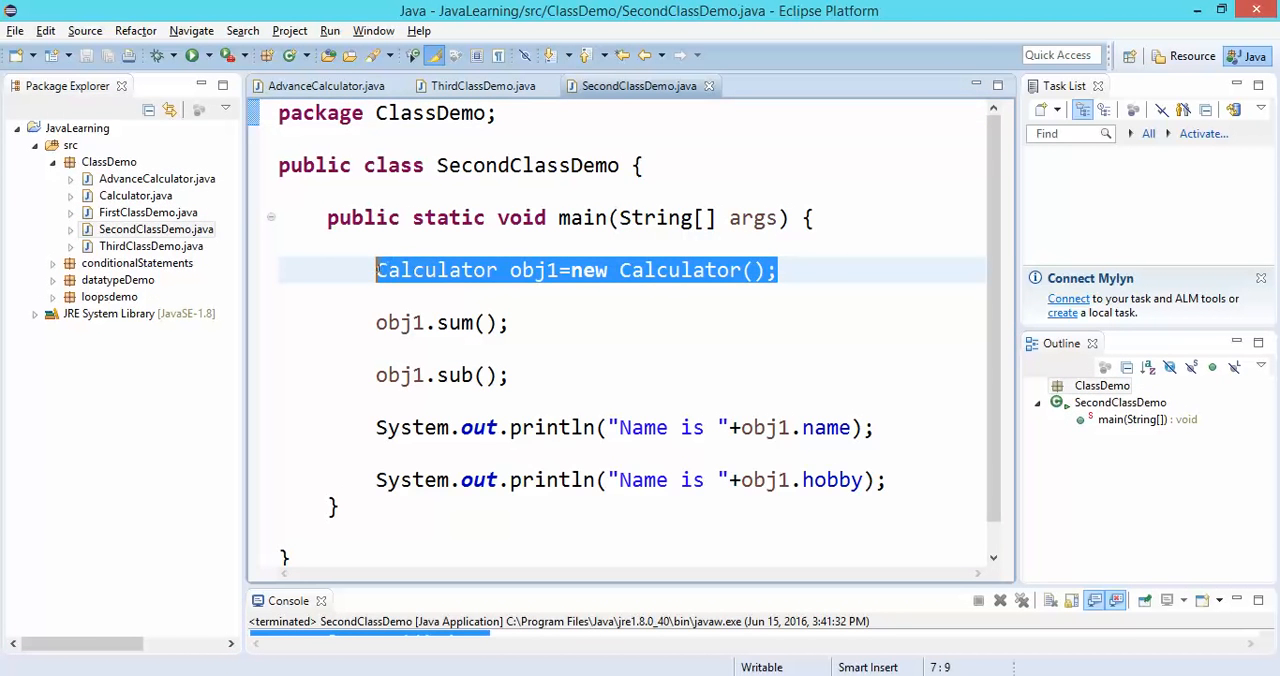 Java - JavaLearning/src/ClassDemo/SecondClassDemo.java - Eclipse Platform
File Edit Source Refactor Navigate Search Project Run Window Help
Quick Access Resource Java
Package Explorer
JavaLearning
src
ClassDemo
AdvanceCalculator.java
Calculator.java
FirstClassDemo.java
SecondClassDemo.java
ThirdClassDemo.java
conditionalStatements
datatypeDemo
loopsdemo
JRE System Library [JavaSE-1.8]
AdvanceCalculator.java ThirdClassDemo.java SecondClassDemo.java
package ClassDemo;
public class SecondClassDemo {
public static void main(String[] args) {
Calculator obj1=new Calculator();
obj1.sum();
obj1.sub();
System.out.println("Name is "+obj1.name);
System.out.println("Name is "+obj1.hobby);
}
}
Task List
Find All Activate...
Connect Mylyn
Connect to your task and ALM tools or
create a local task.
Outline
ClassDemo
SecondClassDemo
main(String[]) : void
Console
<terminated> SecondClassDemo [Java Application] C:\Program Files\Java\jre1.8.0_40\bin\javaw.exe (Jun 15, 2016, 3:41:32 PM)
Writable Smart Insert 7 : 9